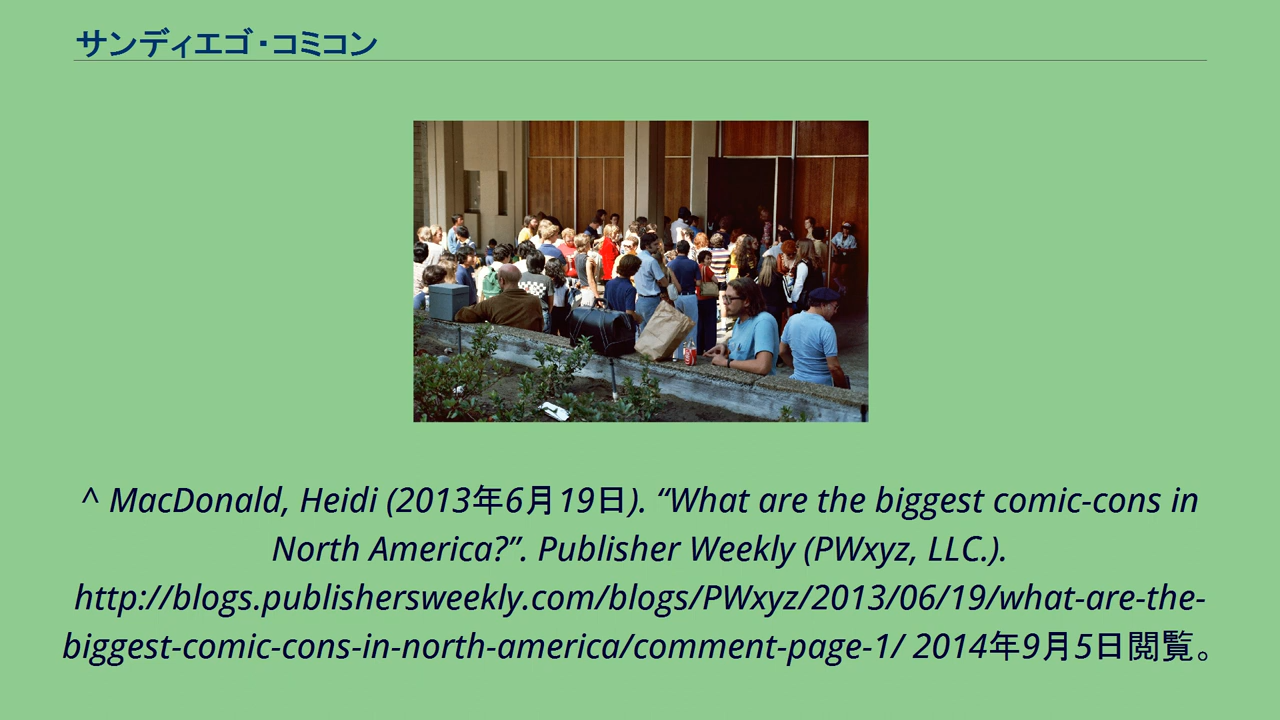 サンディエゴ・コミコン
^ MacDonald, Heidi (2013年6月19日). “What are the biggest comic-cons in
North America?”. Publisher Weekly (PWxyz, LLC.).
http://blogs.publishersweekly.com/blogs/PWxyz/2013/06/19/what-are-the-
biggest-comic-cons-in-north-america/comment-page-1/ 2014年9月5日閲覧。